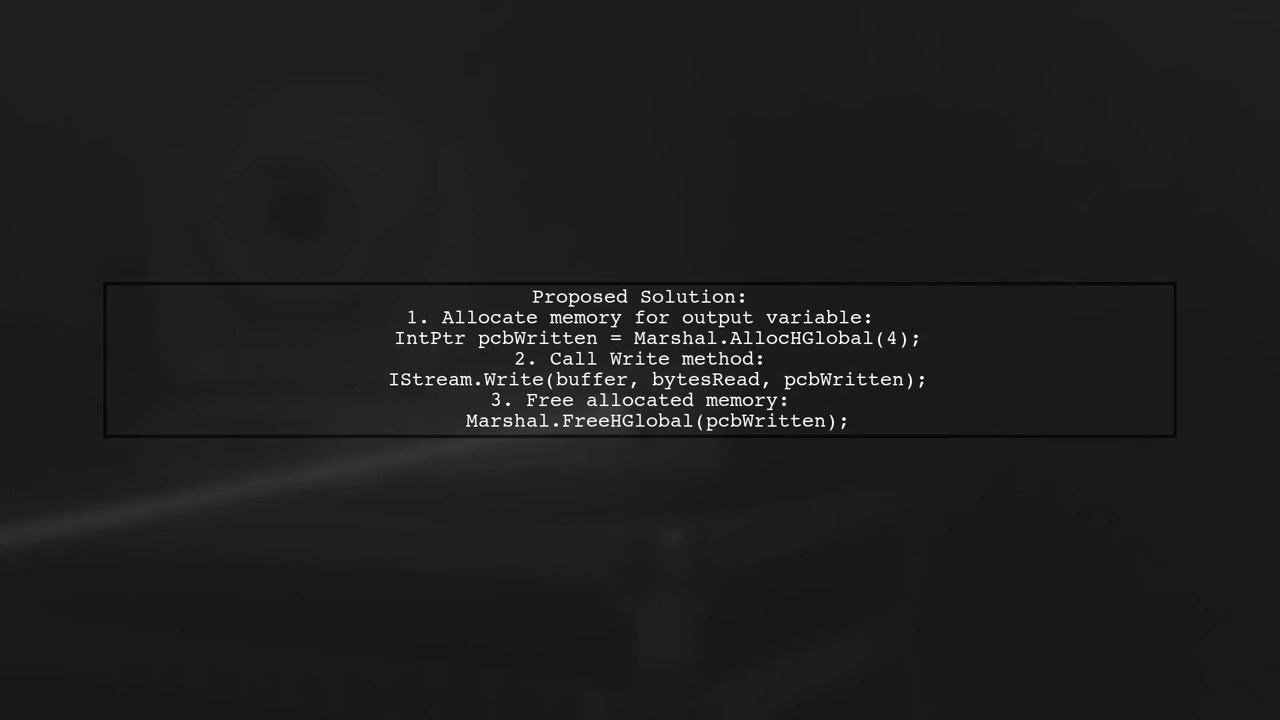 Proposed Solution:
1. Allocate memory for output variable:
IntPtr pcbWritten = Marshal.AllocHGlobal(4);
2. Call Write method:
IStream.Write(buffer, bytesRead, pcbWritten);
3. Free allocated memory:
Marshal.FreeHGlobal(pcbWritten);